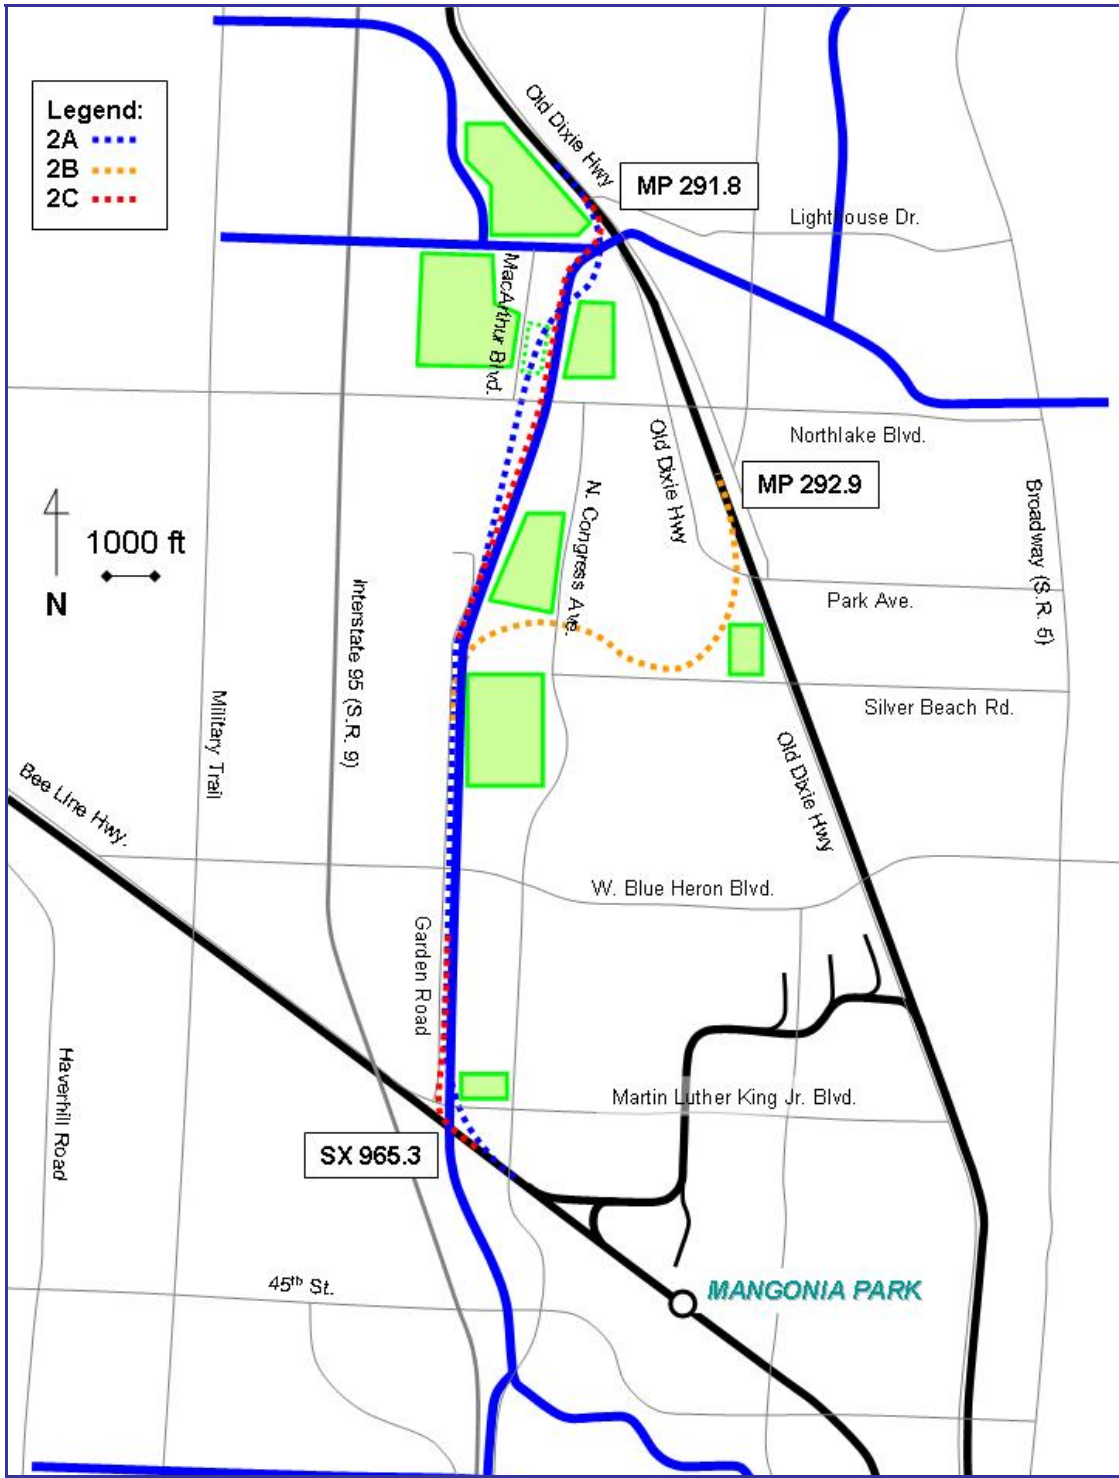 Legend:
2A
2B
2C
Old Dixie Hwy
MP 291.8
Lighthouse Dr.
MacArthur Blvd.
Northlake Blvd.
Old Dixie Hwy
MP 292.9
N. Congress Ave.
1000 ft
N
Interstate 95 (S.R. 9)
Broadway (S.R. 5)
Park Ave.
Military Trail
Silver Beach Rd.
Bee Line Hwy.
Old Dixie Hwy
W. Blue Heron Blvd.
Garden Road
Haverhill Road
Martin Luther King Jr. Blvd.
SX 965.3
45th St.
MANGONIA PARK